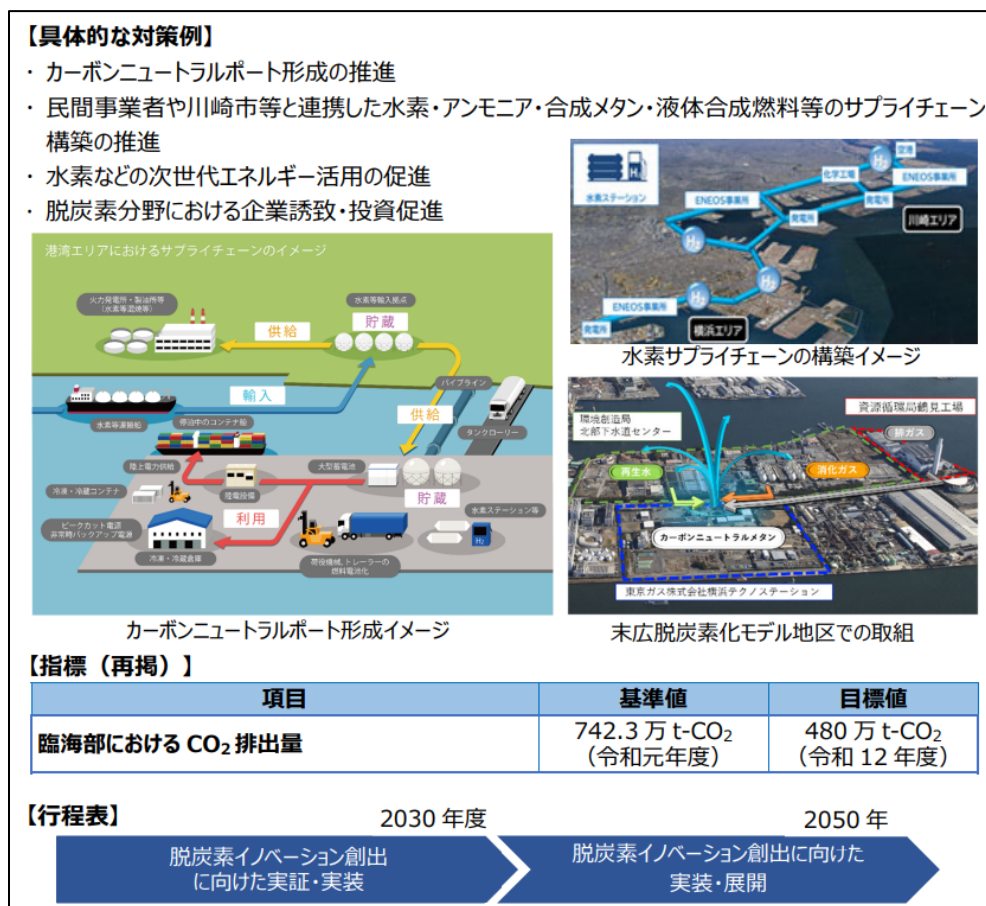 【具体的な対策例】
・ カーボンニュートラルポート形成の推進
・ 民間事業者や川崎市等と連携した水素・アンモニア・合成メタン・液体合成燃料等のサプライチェーン
構築の推進
・ 水素などの次世代エネルギー活用の促進
・ 脱炭素分野における企業誘致・投資促進
港湾エリアにおけるサプライチェーンのイメージ
火力発電所・製油所等
(水素等混焼等)
水素等輸入拠点
貯蔵
供給
輸入
水素等運搬船
パイプライン
供給
タンクローリー
停泊中のコンテナ船
陸上電力供給
陸電設備
大型蓄電池
貯蔵
冷凍・冷蔵コンテナ
利用
水素ステーション等
H2
ピークカット電源
非常時バックアップ電源
冷凍・冷蔵倉庫
荷役機械、トレーラーの
燃料電池化
カーボンニュートラルポート形成イメージ
水素ステーション
空港
H2
化学工場
ENEOS事業所
ENEOS事業所
発電所
発電所
川崎エリア
H2
H2
ENEOS事業所
発電所
横浜エリア
水素サプライチェーンの構築イメージ
資源循環局鶴見工場
環境創造局
北部下水道センター
排ガス
再生水
消化ガス
カーボンニュートラルメタン
東京ガス株式会社横浜テクノステーション
末広脱炭素化モデル地区での取組
【指標（再掲）】
項目 基準値 目標値
臨海部における CO₂ 排出量 742.3 万 t-CO₂ 480 万 t-CO₂
（令和元年度） （令和 12 年度）
【行程表】 2030 年度 2050 年
脱炭素イノベーション創出
に向けた実証・実装
脱炭素イノベーション創出に向けた
実装・展開